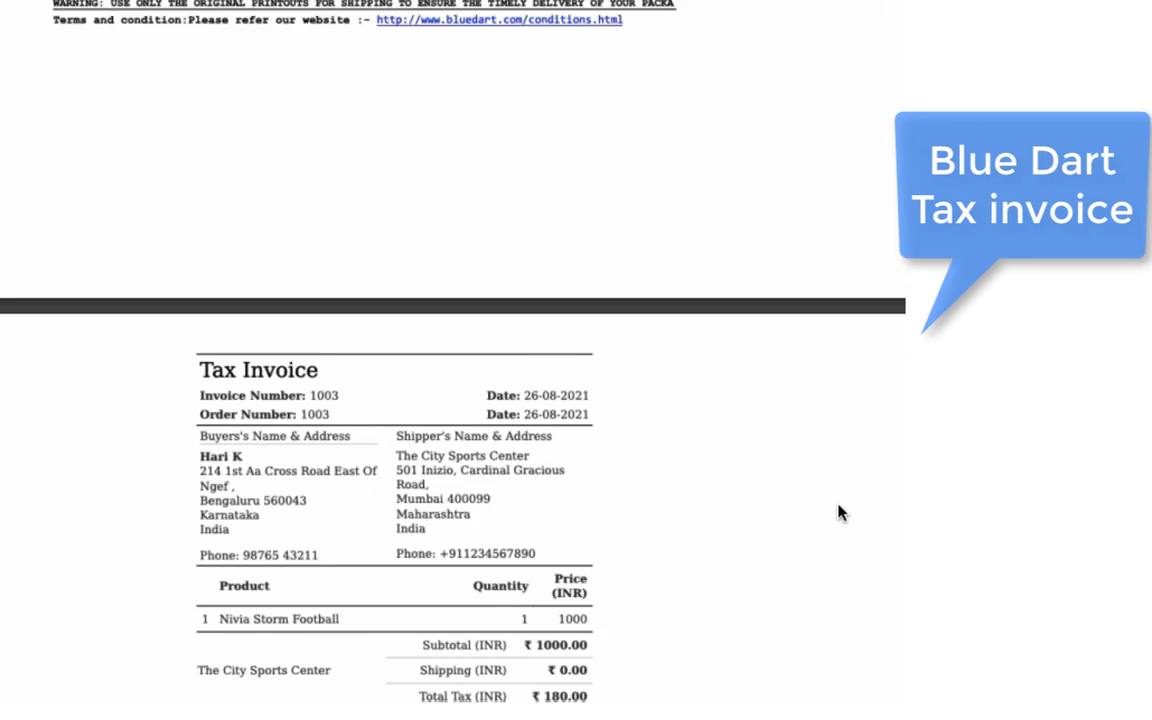 WARNING: USE ONLY THE ORIGINAL PRINTOUTS FOR SHIPPING TO ENSURE THE TIMELY DELIVERY OF YOUR PACKA
Terms and condition:Please refer our website :- http://www.bluedart.com/conditions.html
Blue Dart
Tax invoice
Tax Invoice
Invoice Number: 1003 Date: 26-08-2021
Order Number: 1003 Date: 26-08-2021
Buyers's Name & Address Shipper's Name & Address
Hari K The City Sports Center
214 1st Aa Cross Road East Of 501 Inizio, Cardinal Gracious
Ngef , Road,
Bengaluru 560043 Mumbai 400099
Karnataka Maharashtra
India India
Phone: 98765 43211 Phone: +911234567890
Product Quantity Price
(INR)
1 Nivia Storm Football 1 1000
Subtotal (INR) ₹ 1000.00
The City Sports Center Shipping (INR) ₹ 0.00
Total Tax (INR) ₹ 180.00